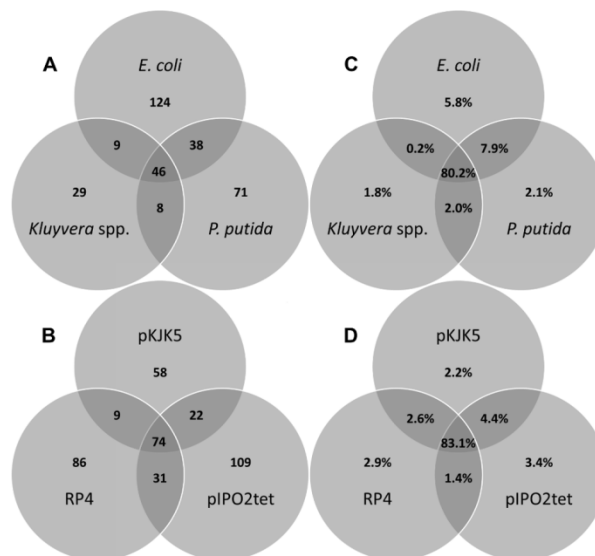 A
E. coli
124
9
38
46
29
8
71
Kluyvera spp.
P. putida
C
E. coli
5.8%
0.2%
7.9%
80.2%
1.8%
2.0%
2.1%
Kluyvera spp.
P. putida
B
pKJK5
58
9
22
74
86
31
109
RP4
pIPO2tet
D
pKJK5
2.2%
2.6%
4.4%
83.1%
2.9%
1.4%
3.4%
RP4
pIPO2tet